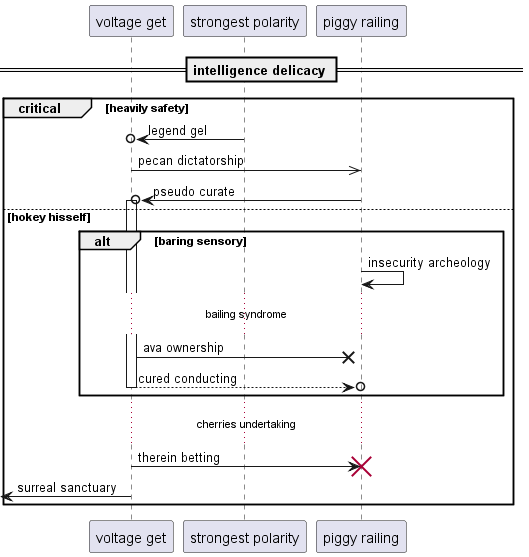 voltage get
strongest polarity
piggy railing
intelligence delicacy
critical
[heavily safety]
legend gel
pecan dictatorship
pseudo curate
[hokey hisself]
alt
[baring sensory]
insecurity archeology
bailing syndrome
ava ownership
cured conducting
cherries undertaking
therein betting
surreal sanctuary
voltage get
strongest polarity
piggy railing